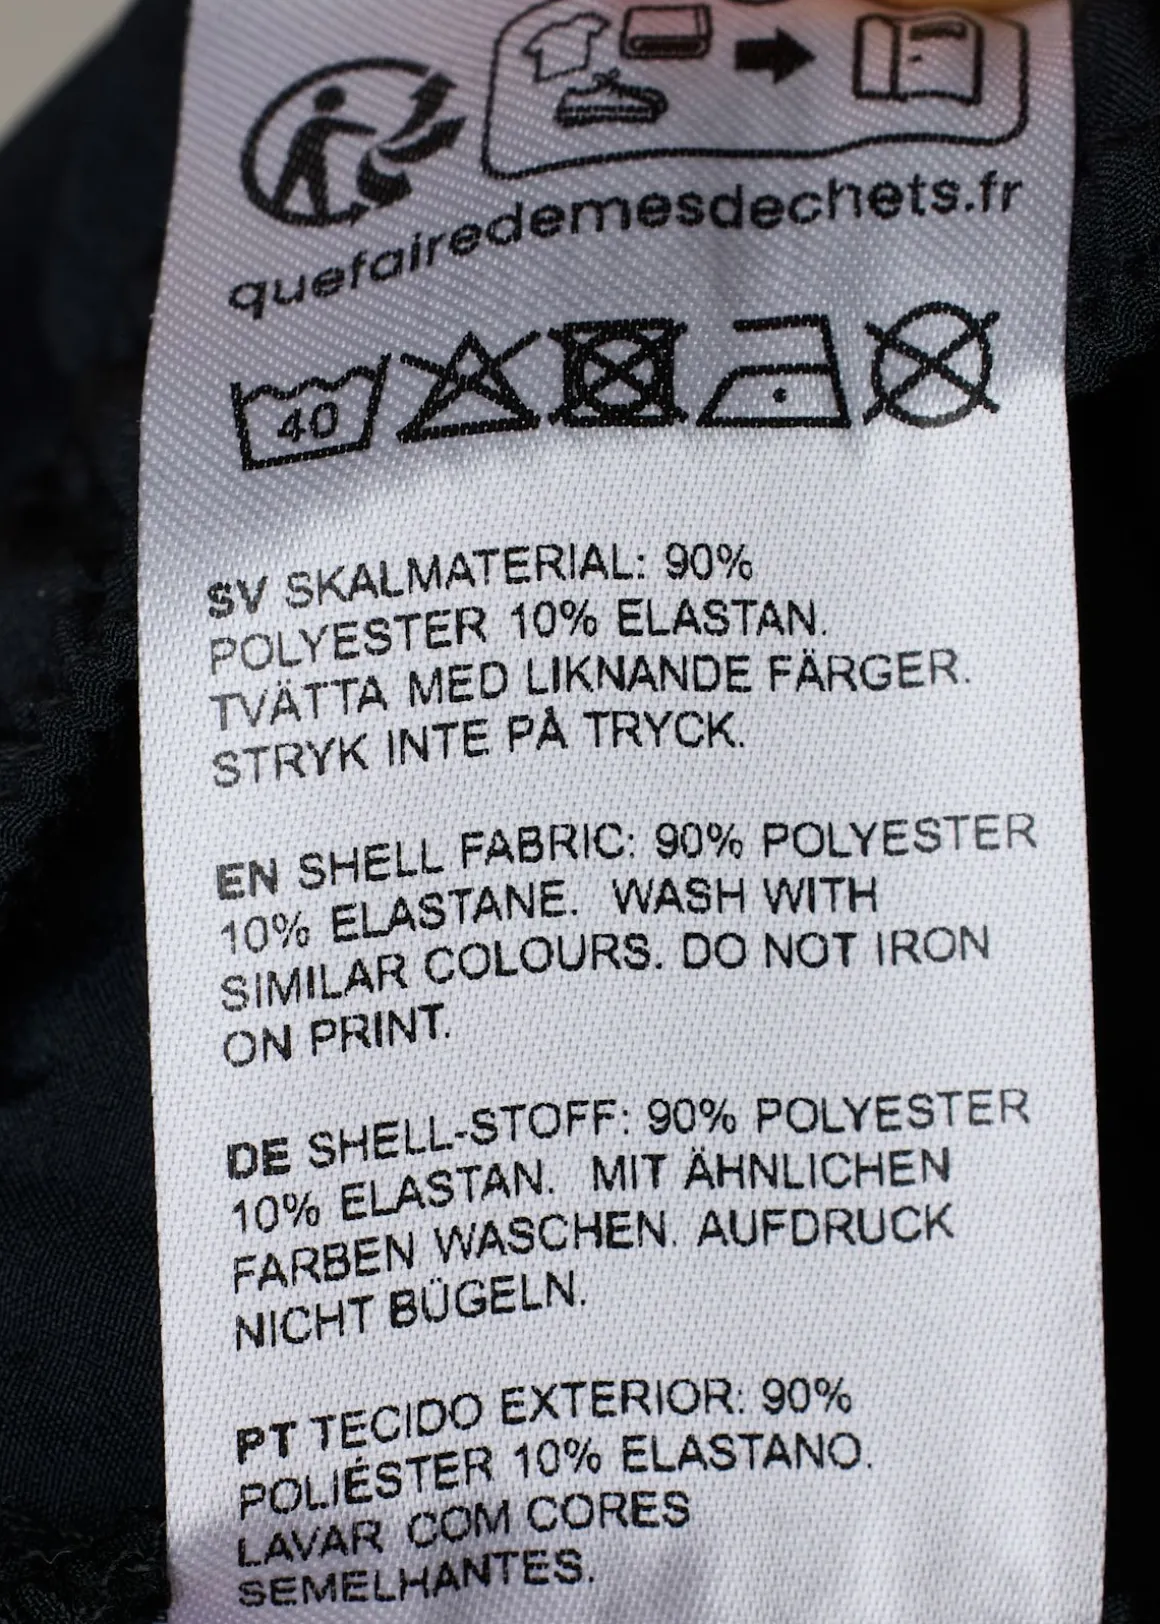 quefairedemesdechets.fr
40
SV SKALMATERIAL: 90%
POLYESTER 10% ELASTAN.
TVÄTTA MED LIKNANDE FÄRGER.
STRYK INTE PÅ TRYCK.
EN SHELL FABRIC: 90% POLYESTER
10% ELASTANE. WASH WITH
SIMILAR COLOURS. DO NOT IRON
ON PRINT.
DE SHELL-STOFF: 90% POLYESTER
10% ELASTAN. MIT ÄHNLICHEN
FARBEN WASCHEN. AUFDRUCK
NICHT BÜGELN.
PT TECIDO EXTERIOR: 90%
POLIÉSTER 10% ELASTANO.
LAVAR COM CORES
SEMELHANTES.